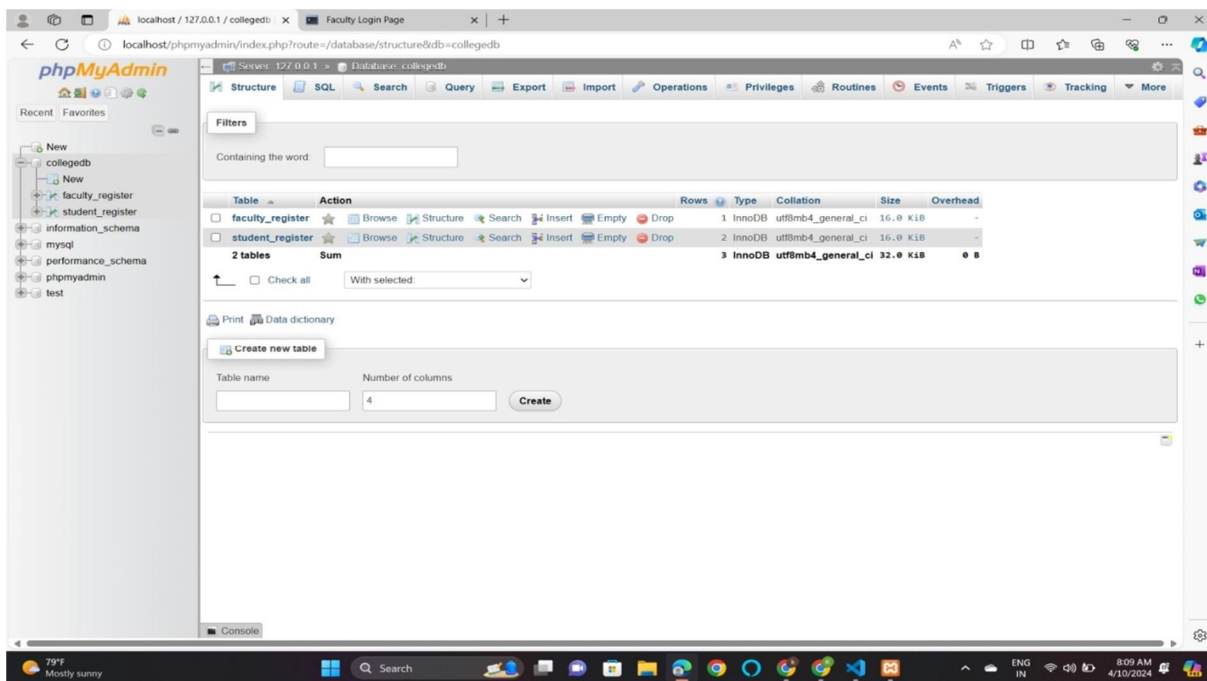 localhost / 127.0.0.1 / collegedb
Faculty Login Page
localhost/phpmyadmin/index.php?route=/database/structure&db=collegedb
phpMyAdmin
Recent Favorites
New
collegedb
New
faculty_register
student_register
information_schema
mysql
performance_schema
phpmyadmin
test
Server: 127.0.0.1 » Database: collegedb
Structure SQL Search Query Export Import Operations Privileges Routines Events Triggers Tracking More
Filters
Containing the word:
Table Action Rows Type Collation Size Overhead
faculty_register Browse Structure Search Insert Empty Drop 1 InnoDB utf8mb4_general_ci 16.0 KiB -
student_register Browse Structure Search Insert Empty Drop 2 InnoDB utf8mb4_general_ci 16.0 KiB -
2 tables Sum 3 InnoDB utf8mb4_general_ci 32.0 KiB 0 B
Check all With selected:
Print Data dictionary
Create new table
Table name Number of columns
4 Create
Console
79°F
Mostly sunny
Search
ENG
IN
8:09 AM
4/10/2024